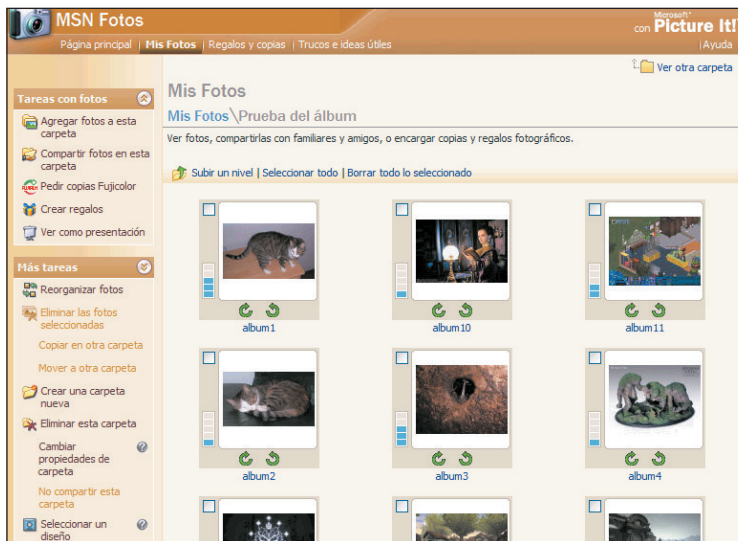 MSN Fotos
Microsoft®
con Picture It!
Página principal | Mis Fotos | Regalos y copias | Trucos e ideas útiles
| Ayuda
Ver otra carpeta
Tareas con fotos
Agregar fotos a esta
carpeta
Compartir fotos en esta
carpeta
Pedir copias Fujicolor
Crear regalos
Ver como presentación
Más tareas
Reorganizar fotos
Eliminar las fotos
seleccionadas
Copiar en otra carpeta
Mover a otra carpeta
Crear una carpeta
nueva
Eliminar esta carpeta
Cambiar
propiedades de
carpeta
No compartir esta
carpeta
Seleccionar un
diseño
Mis Fotos
Mis Fotos \ Prueba del álbum
Ver fotos, compartirlas con familiares y amigos, o encargar copias y regalos fotográficos.
Subir un nivel | Seleccionar todo | Borrar todo lo seleccionado
album1
album10
album11
album2
album3
album4